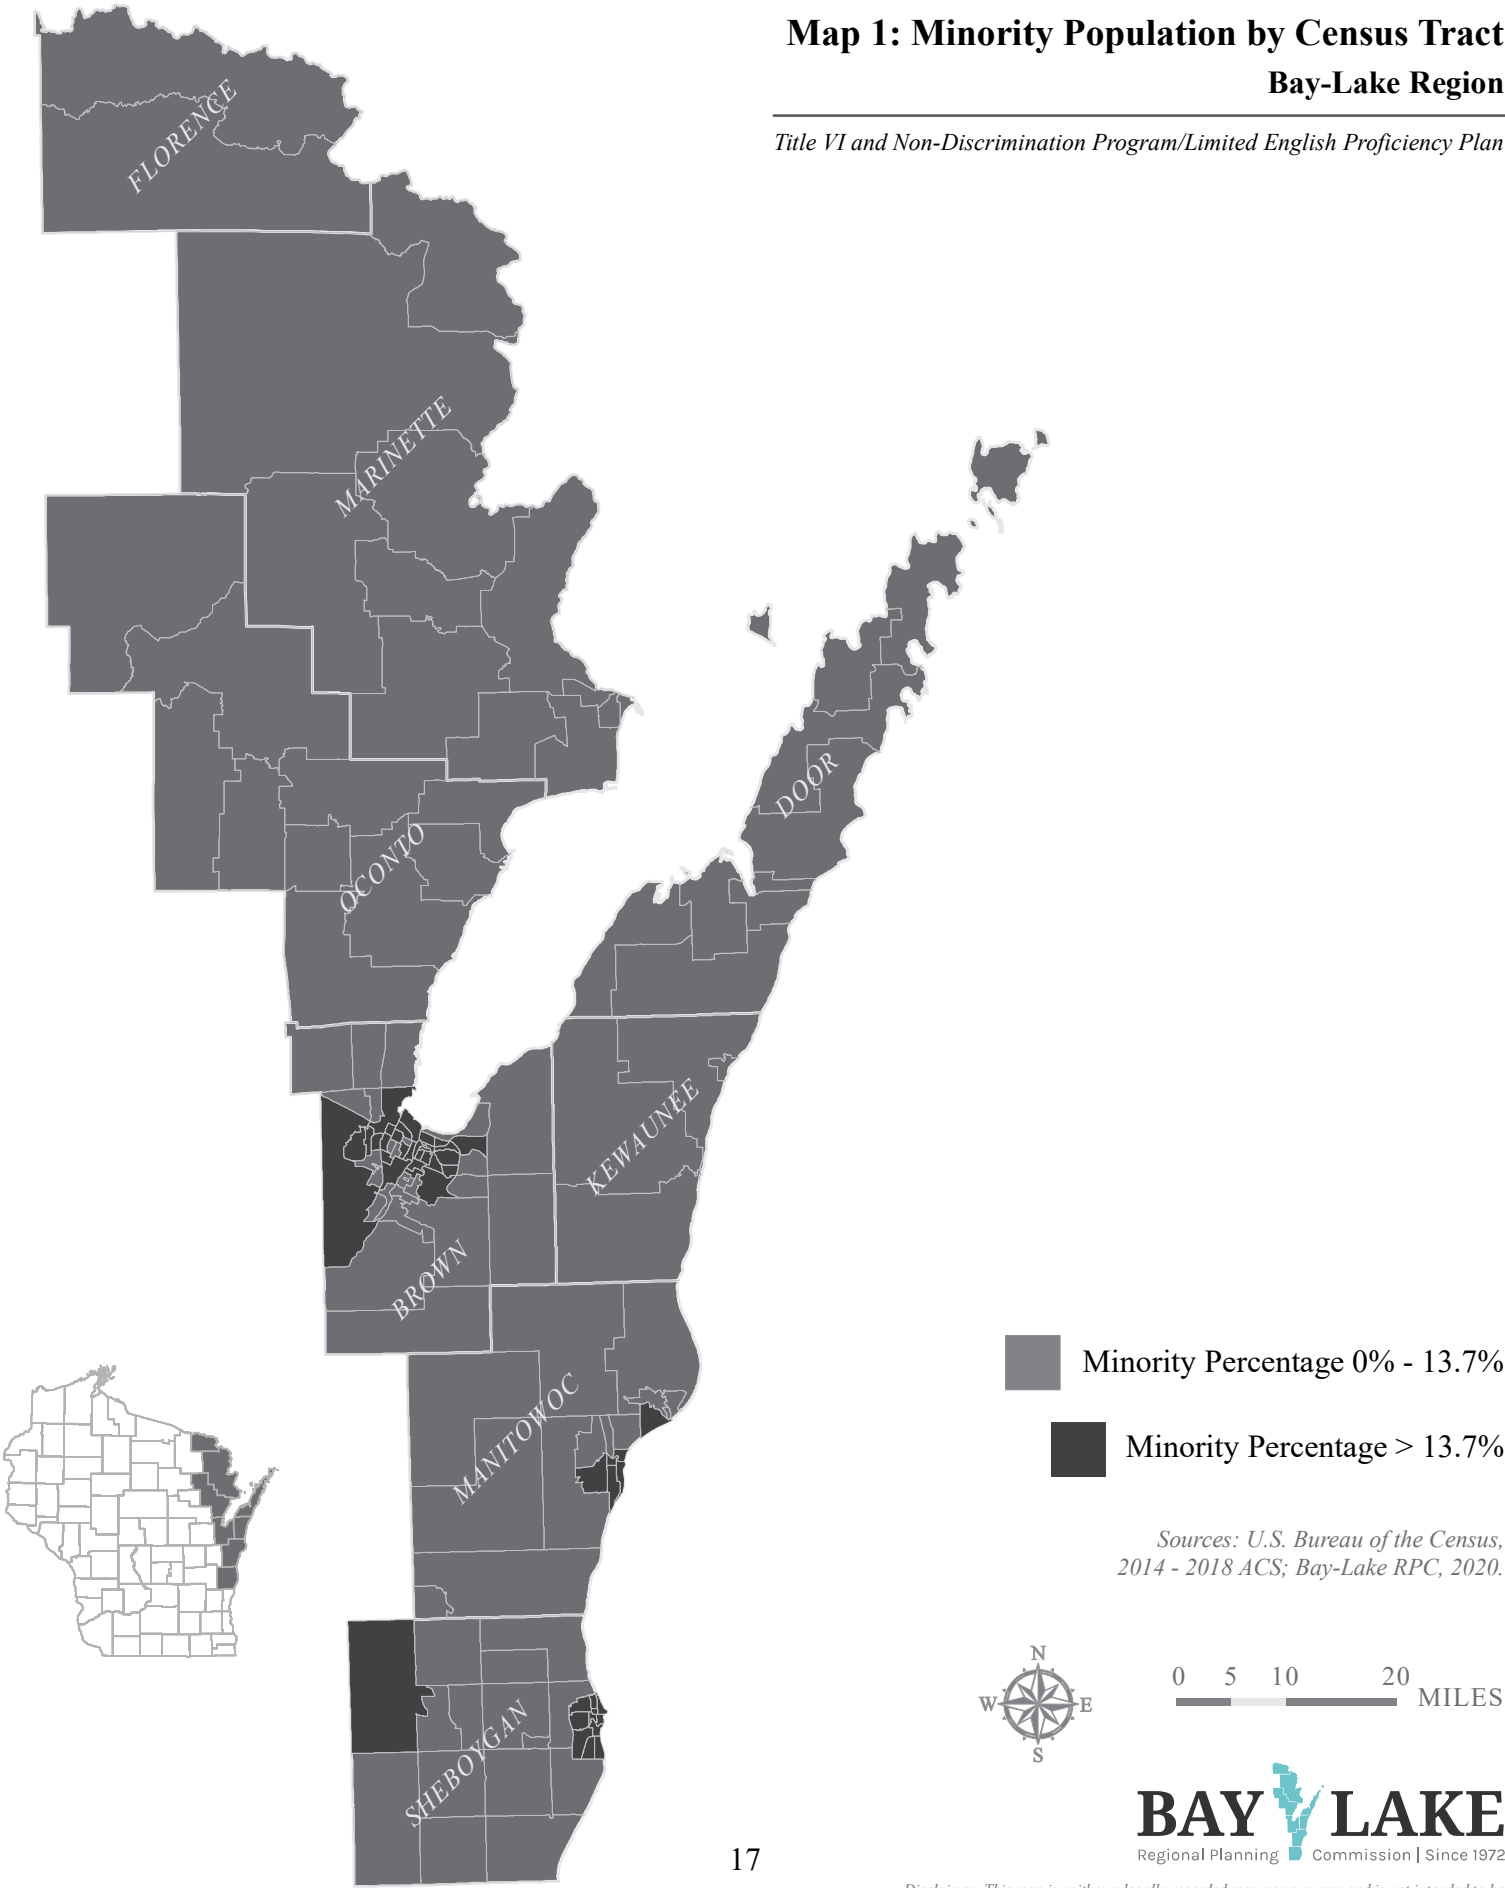 Map 1: Minority Population by Census Tract
Bay-Lake Region
Title VI and Non-Discrimination Program/Limited English Proficiency Plan
FLORENCE
MARINETTE
DOOR
OCONTO
KEWAUNEE
BROWN
Minority Percentage 0% - 13.7%
MANITOWOC
Minority Percentage > 13.7%
Sources: U.S. Bureau of the Census,
2014 - 2018 ACS; Bay-Lake RPC, 2020.
N
W E
S
0 5 10 20
MILES
SHEBOYGAN
BAY LAKE
Regional Planning Commission | Since 1972
17